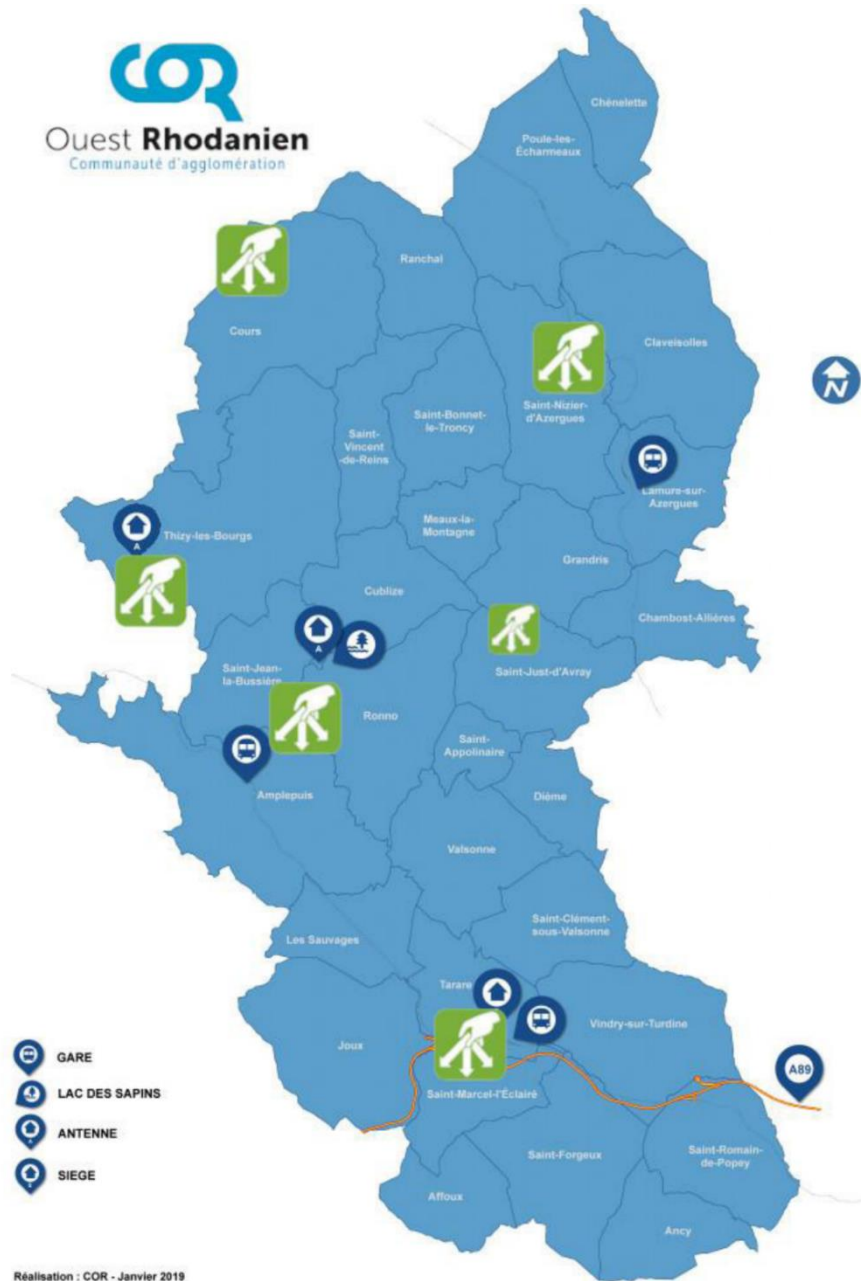 COR
Ouest Rhodanien
Communauté d'agglomération
Chénelette
Poule-les-
Écharmeaux
Ranchal
Cours
Claveisolles
N
Saint-Nizier-
d'Azergues
Saint-Bonnet-
le-Troncy
Saint-
Vincent
-de-Reins
Lamure-sur-
Azergues
Meaux-la-
Montagne
Thizy-les-Bourgs
A
Grandris
Cublize
Chambost-Allières
A
Saint-Jean-
la-Bussière
Saint-Just-d'Avray
Ronno
Saint-
Appolinaire
Amplepuis
Dième
Valsonne
Saint-Clément-
sous-Valsonne
Les Sauvages
Tarare
Vindry-sur-Turdine
Joux
A89
Saint-Marcel-l'Éclairé
Saint-Forgeux
Saint-Romain-
de-Popey
Affoux
Ancy
GARE
LAC DES SAPINS
A
ANTENNE
SIEGE
Réalisation : COR - Janvier 2019